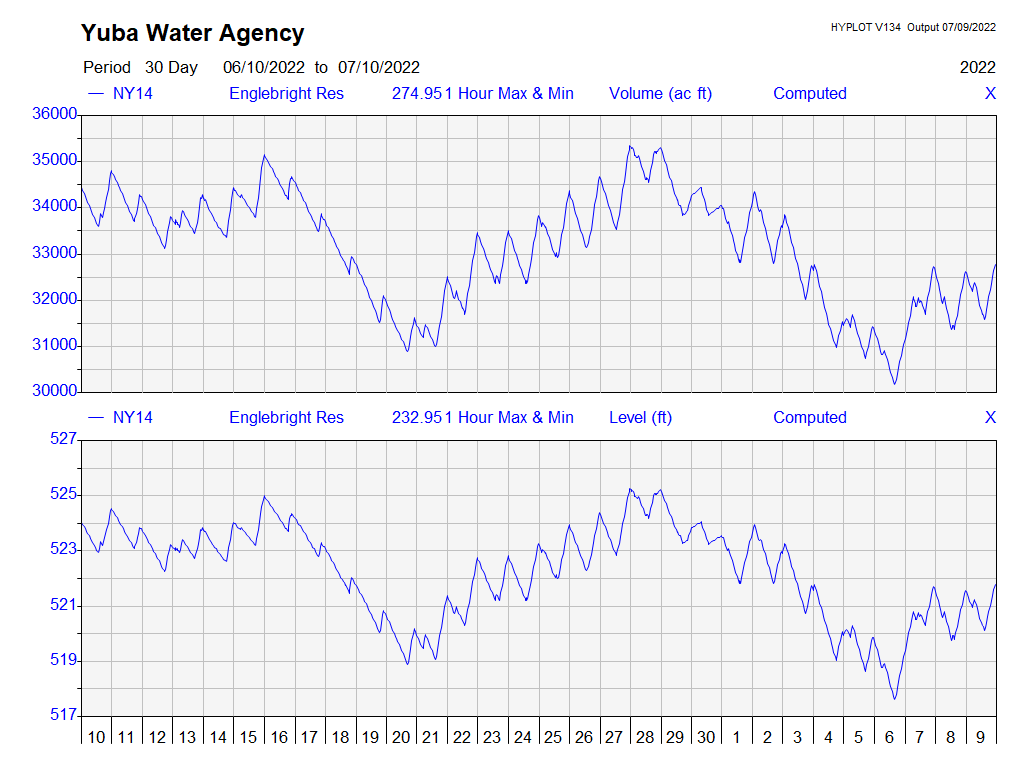 Yuba Water Agency
HYPLOT V134 Output 07/09/2022
Period 30 Day 06/10/2022 to 07/10/2022 2022
NY14 Englebright Res 274.951 Hour Max & Min Volume (ac ft) Computed X
36000
35000
34000
33000
32000
31000
30000
NY14 Englebright Res 232.951 Hour Max & Min Level (ft) Computed X
527
525
523
521
519
517
10 11 12 13 14 15 16 17 18 19 20 21 22 23 24 25 26 27 28 29 30 1 2 3 4 5 6 7 8 9